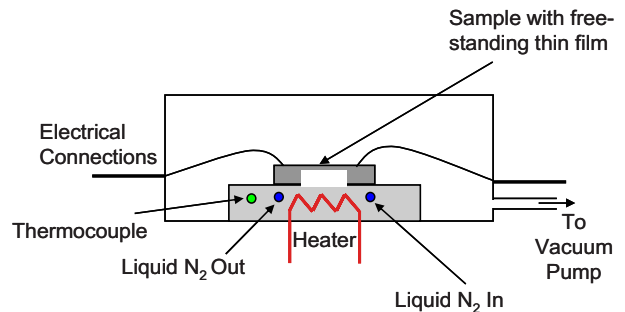 Sample with free-
standing thin film
Electrical
Connections
Thermocouple
Liquid N₂ Out
Heater
Liquid N₂ In
To
Vacuum
Pump